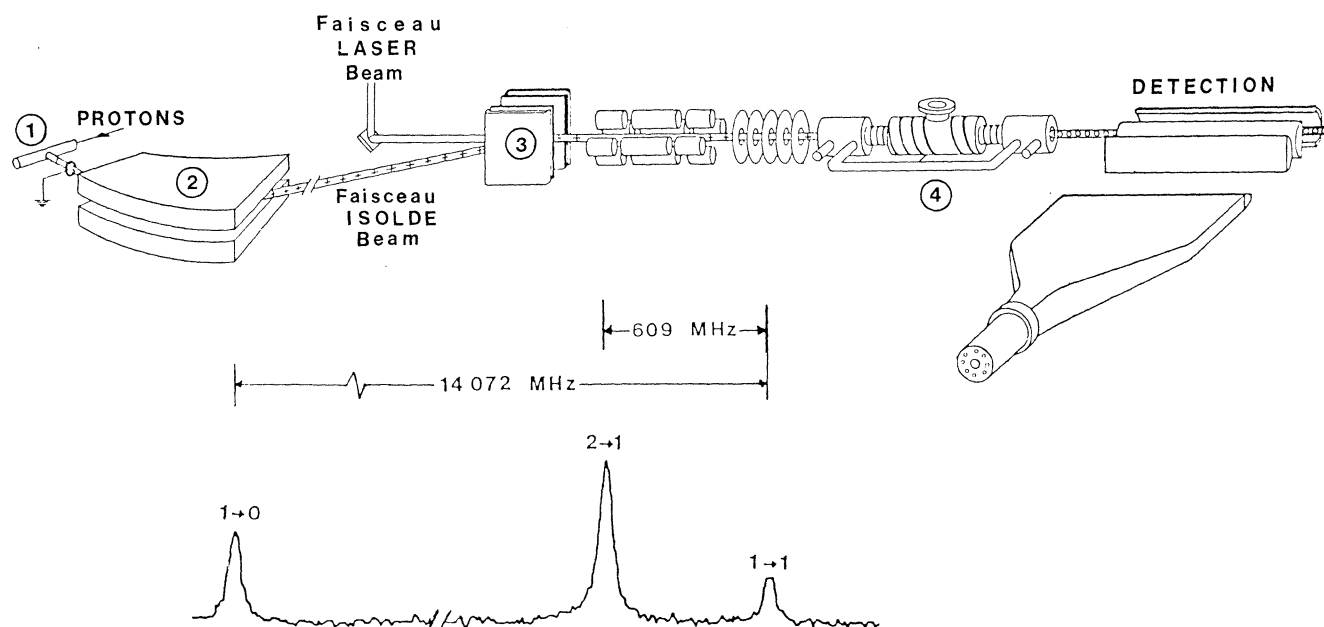 Faisceau
LASER
Beam
DETECTION
1
PROTONS
2
3
4
Faisceau
ISOLDE
Beam
609 MHz
14 072 MHz
2→1
1→0
1→1